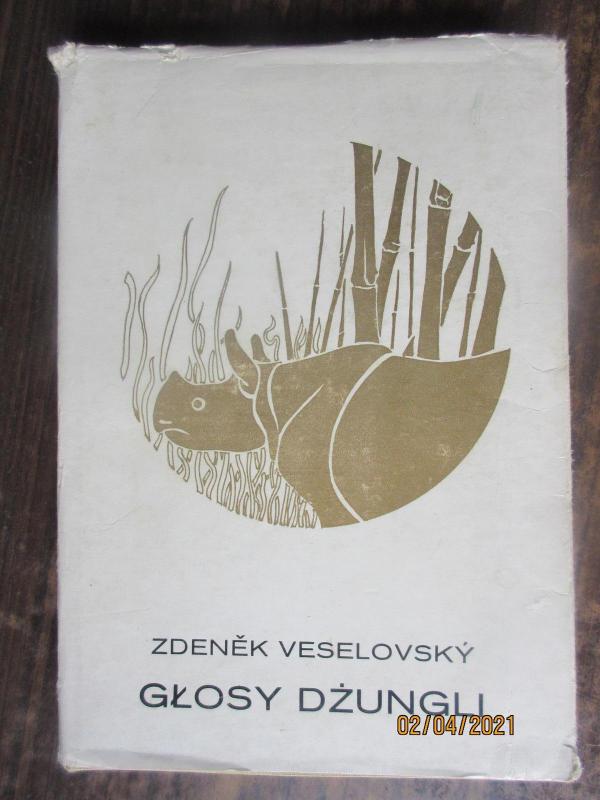 ZDENĚK VESELOVSKÝ
GŁOSY DŻUNGLI
02/04/2021